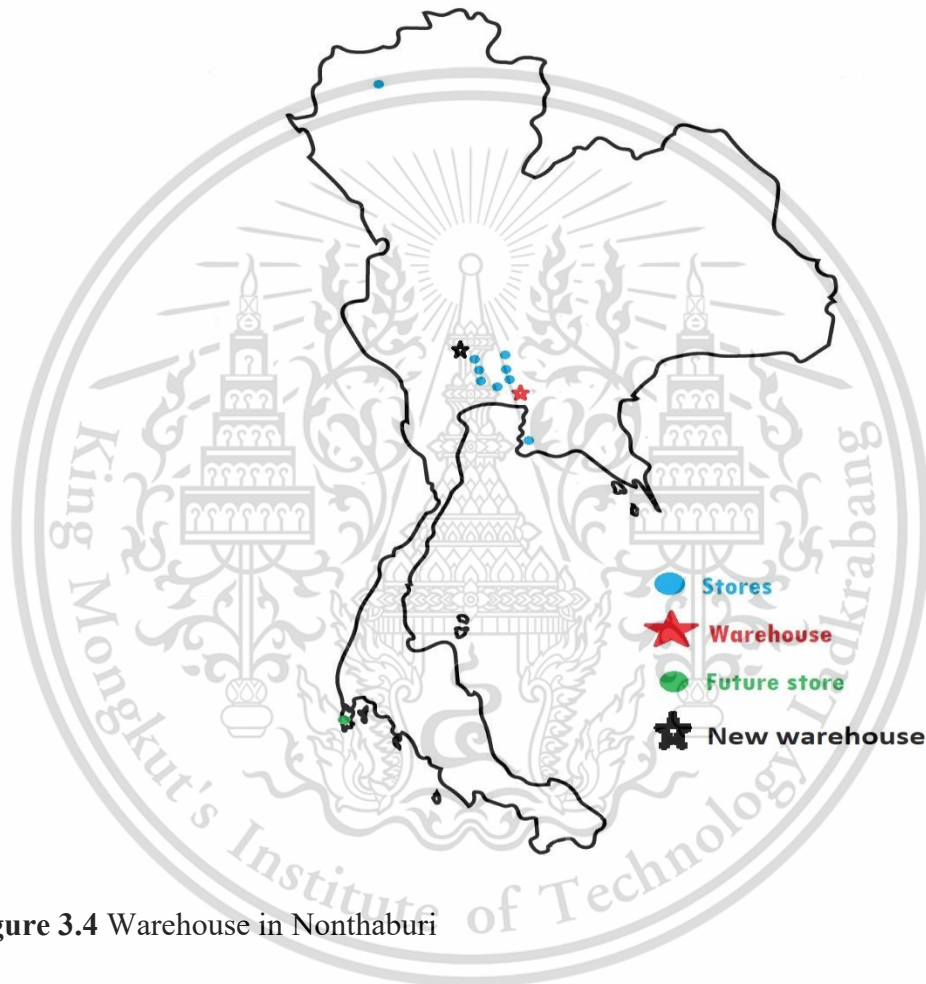 Stores
Warehouse
Future store
New warehouse
gure 3.4 Warehouse in Nonthaburi
King Mongkut's Institute of Technology Ladkrabang